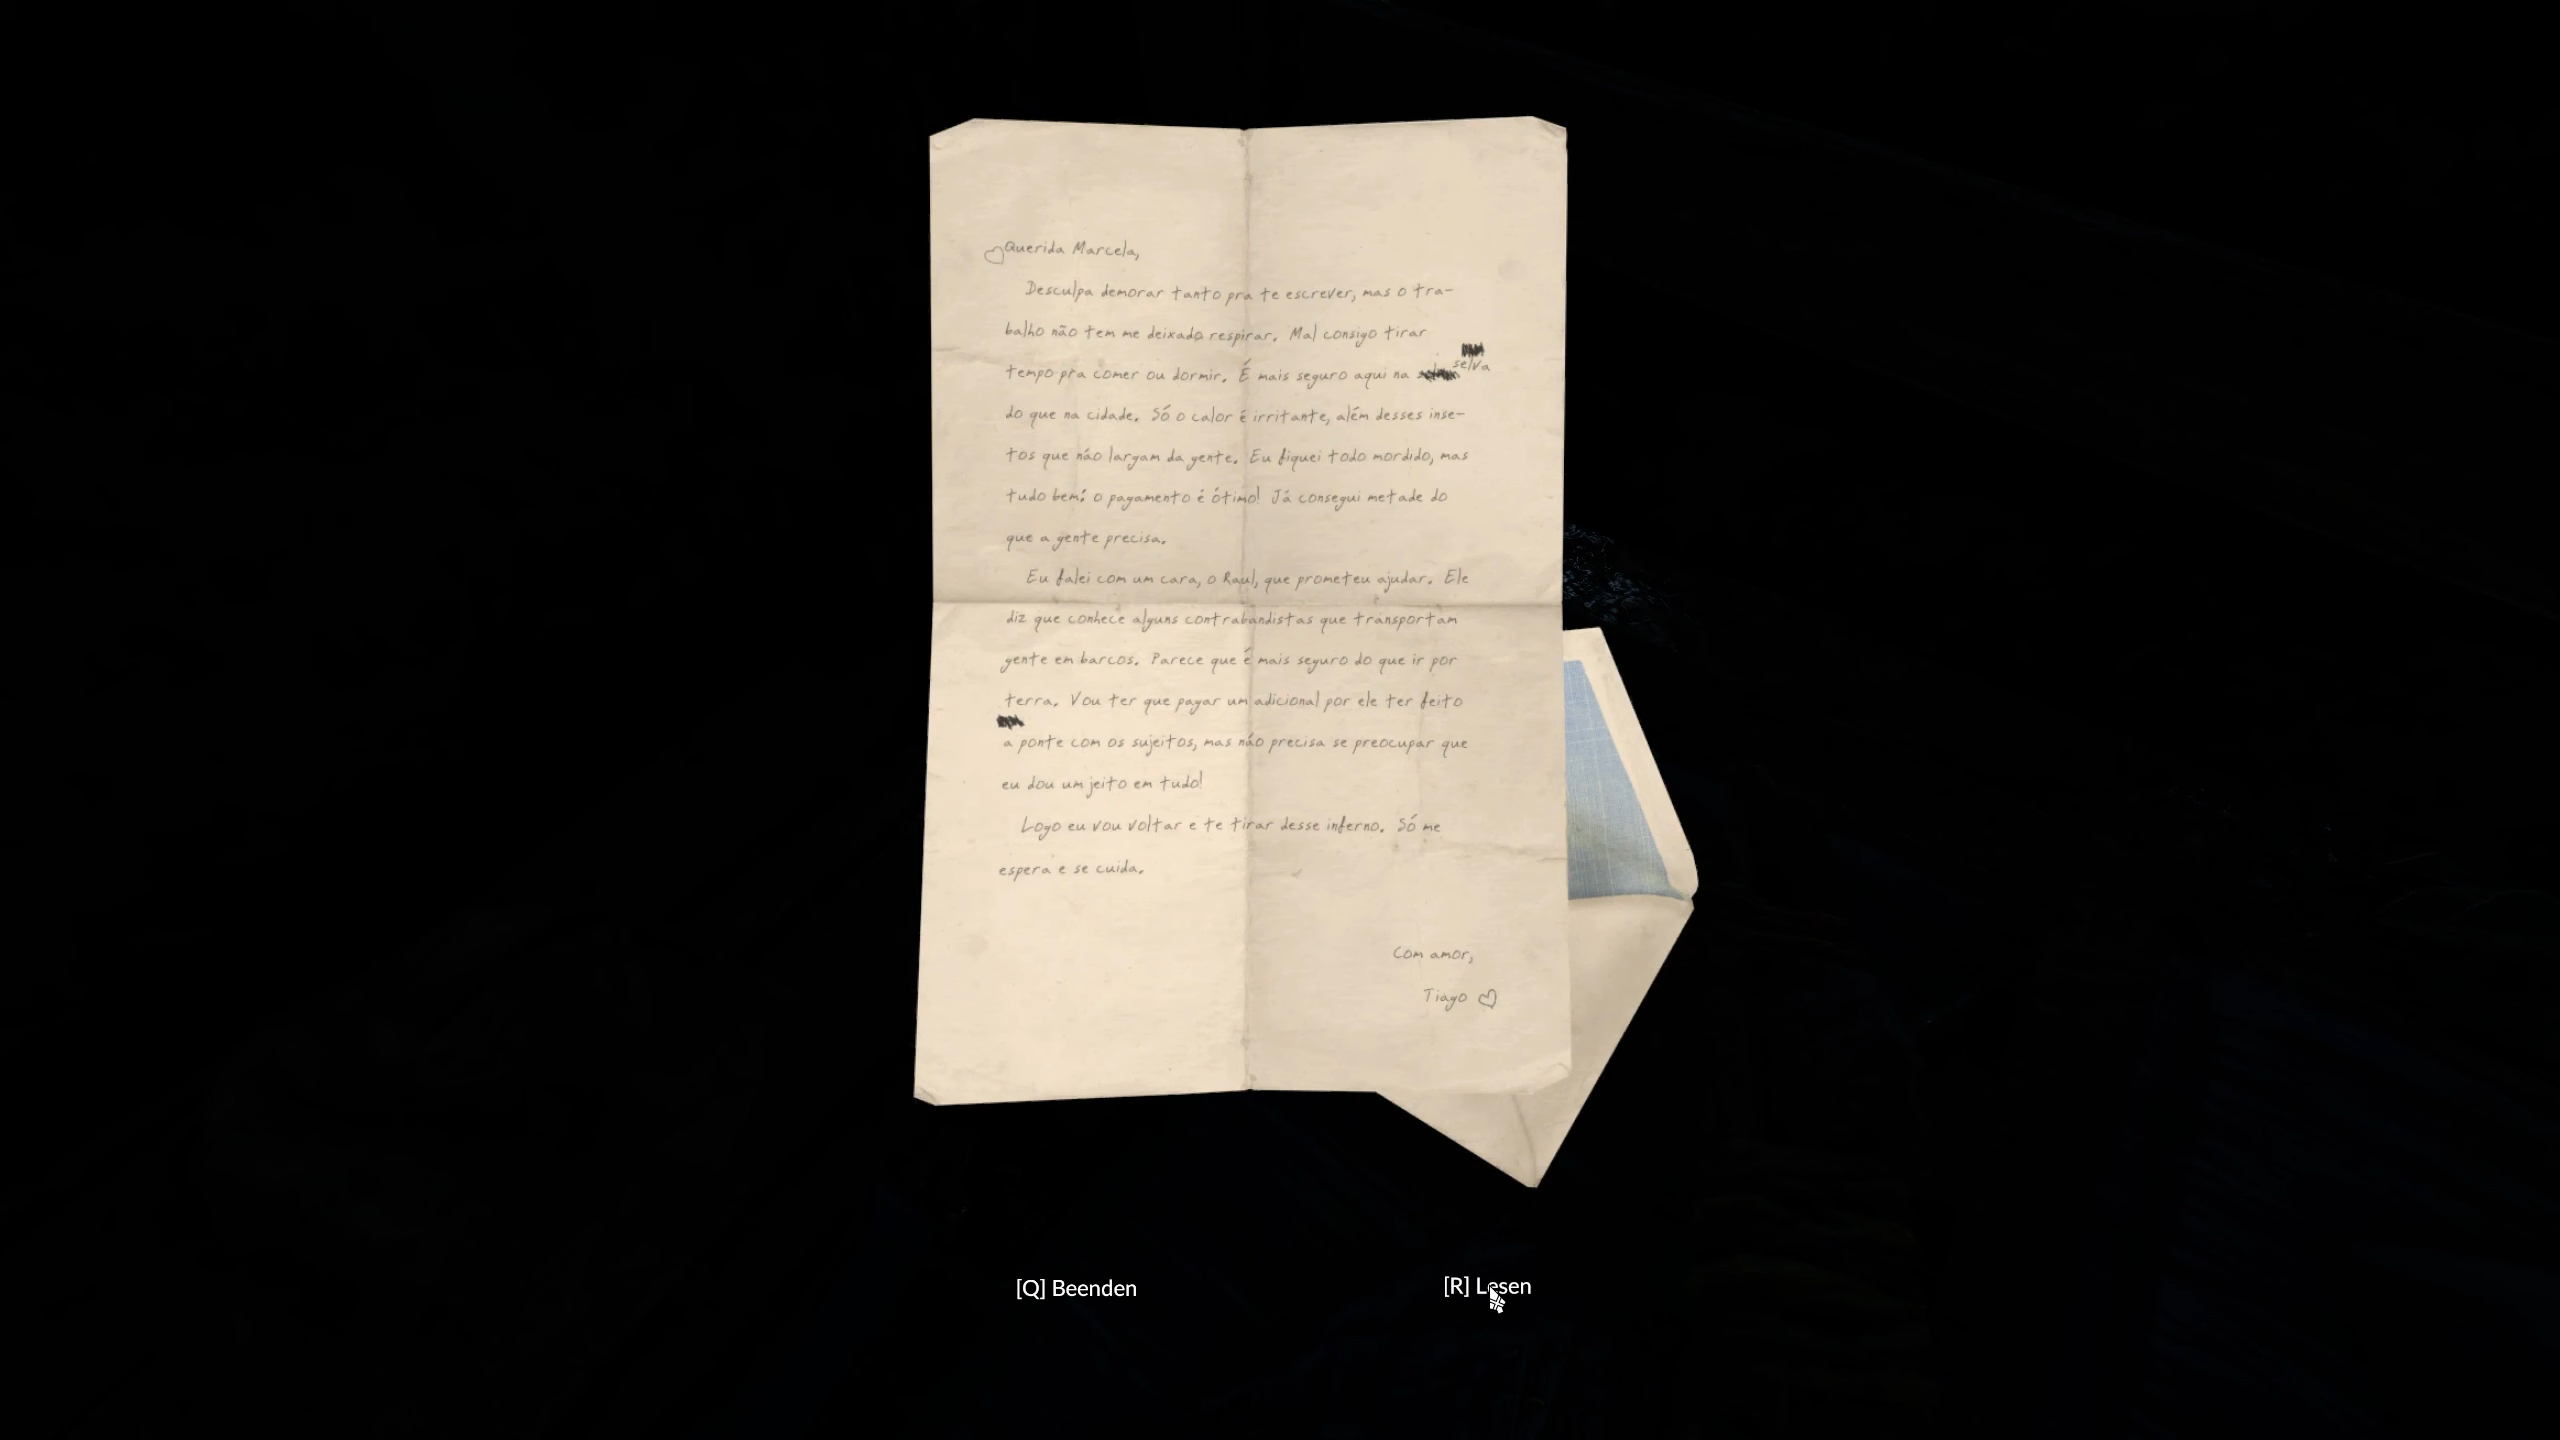 Querida Marcela,
Desculpa demorar tanto pra te escrever, mas o tra-
balho não tem me deixado respirar. Mal consigo tirar
tempo pra comer ou dormir. É mais seguro aqui na selva
do que na cidade. Só o calor é irritante, além desses inse-
tos que não largam da gente. Eu fiquei todo mordido, mas
tudo bem: o pagamento é ótimo! Já consegui metade do
que a gente precisa.
Eu falei com um cara, o Raul, que prometeu ajudar. Ele
diz que conhece alguns contrabandistas que transportam
gente em barcos. Parece que é mais seguro do que ir por
terra. Vou ter que pagar um adicional por ele ter feito
a ponte com os sujeitos, mas não precisa se preocupar que
eu dou um jeito em tudo!
Logo eu vou voltar e te tirar desse inferno. Só me
espera e se cuida.
Com amor,
Tiago
[Q] Beenden
[R] Lesen